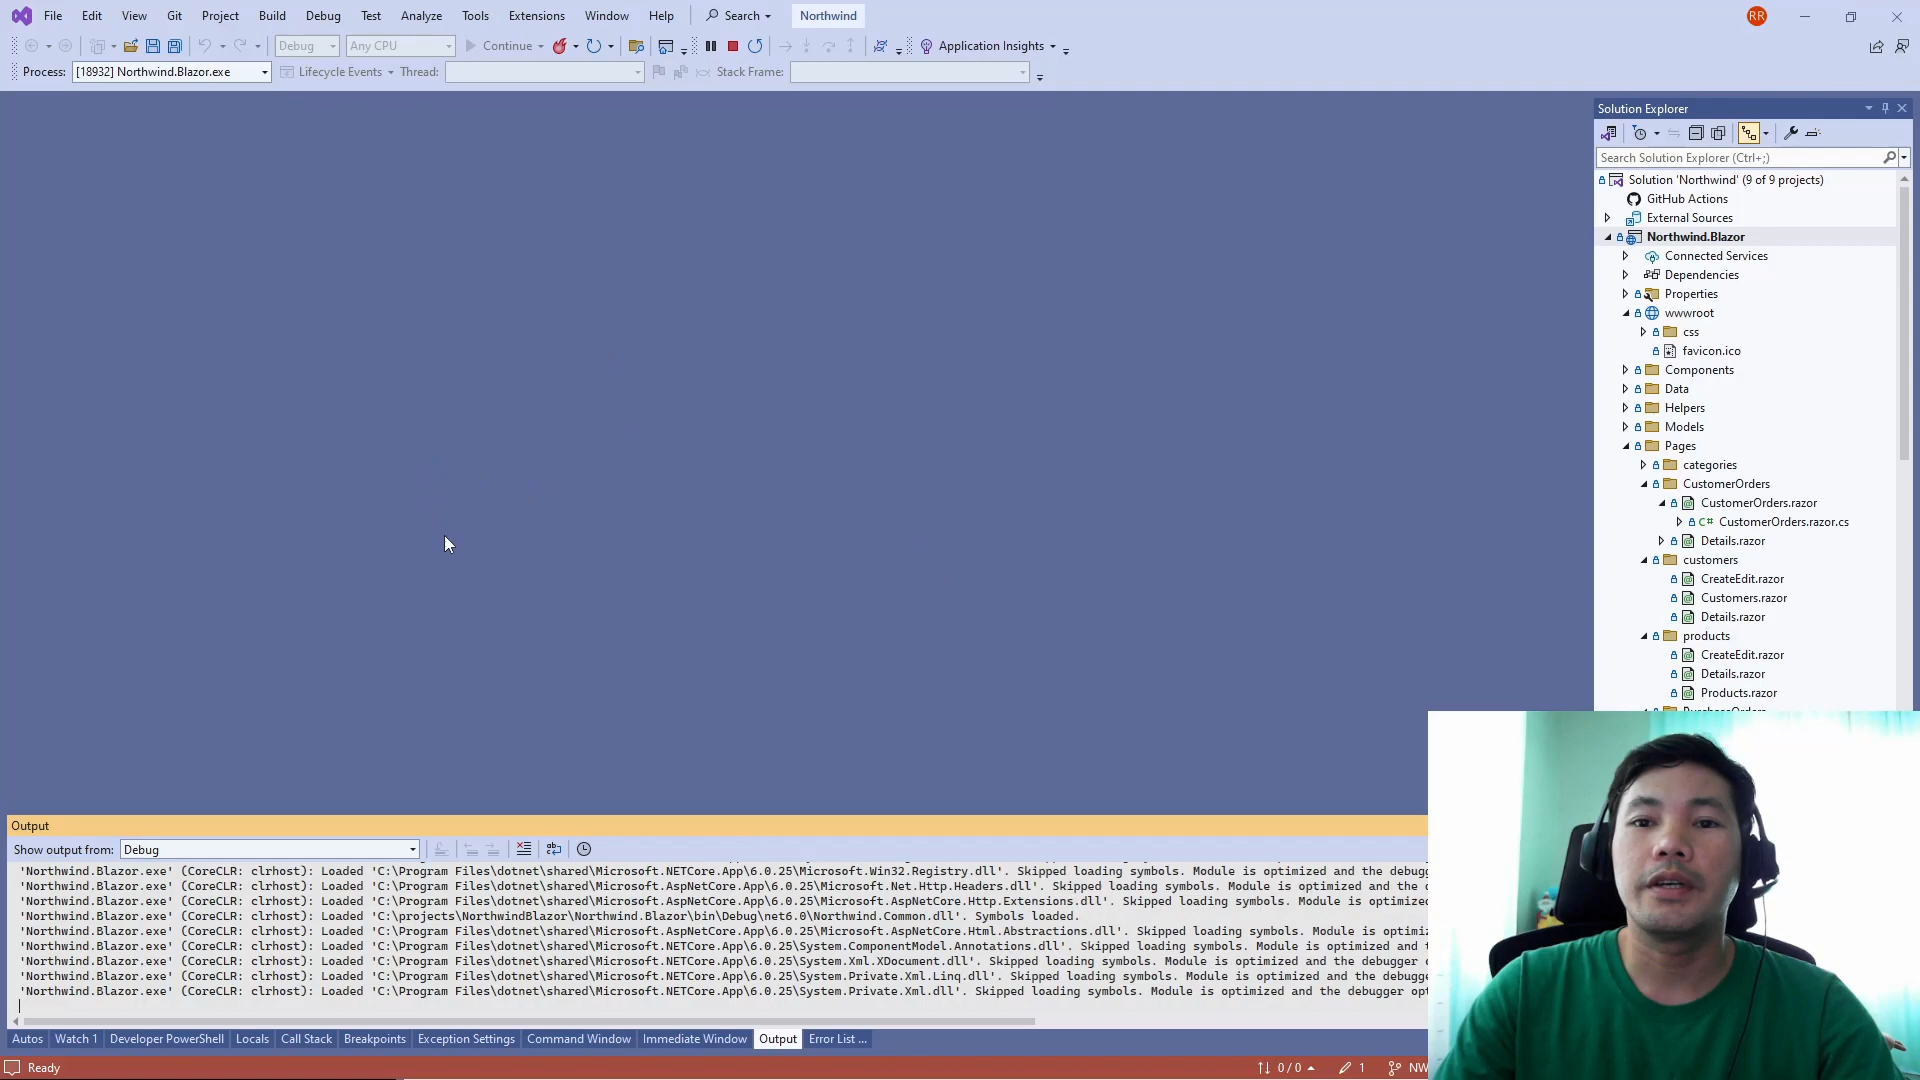 File Edit View Git Project Build Debug Test Analyze Tools Extensions Window Help Search Northwind RR
Debug Any CPU Continue Application Insights
Process: [18932] Northwind.Blazor.exe Lifecycle Events Thread: Stack Frame:
Solution Explorer
Search Solution Explorer (Ctrl+;)
Solution 'Northwind' (9 of 9 projects)
GitHub Actions
External Sources
Northwind.Blazor
Connected Services
Dependencies
Properties
wwwroot
css
favicon.ico
Components
Data
Helpers
Models
Pages
categories
CustomerOrders
CustomerOrders.razor
C# CustomerOrders.razor.cs
Details.razor
customers
CreateEdit.razor
Customers.razor
Details.razor
products
CreateEdit.razor
Details.razor
Products.razor
Output
Show output from: Debug
'Northwind.Blazor.exe' (CoreCLR: clrhost): Loaded 'C:\Program Files\dotnet\shared\Microsoft.NETCore.App\6.0.25\Microsoft.Win32.Registry.dll'. Skipped loading symbols. Module is optimized and the debugg
'Northwind.Blazor.exe' (CoreCLR: clrhost): Loaded 'C:\Program Files\dotnet\shared\Microsoft.AspNetCore.App\6.0.25\Microsoft.Net.Http.Headers.dll'. Skipped loading symbols. Module is optimized and the d
'Northwind.Blazor.exe' (CoreCLR: clrhost): Loaded 'C:\Program Files\dotnet\shared\Microsoft.AspNetCore.App\6.0.25\Microsoft.AspNetCore.Http.Extensions.dll'. Skipped loading symbols. Module is optimized
'Northwind.Blazor.exe' (CoreCLR: clrhost): Loaded 'C:\projects\NorthwindBlazor\Northwind.Blazor\bin\Debug\net6.0\Northwind.Common.dll'. Symbols loaded.
'Northwind.Blazor.exe' (CoreCLR: clrhost): Loaded 'C:\Program Files\dotnet\shared\Microsoft.AspNetCore.App\6.0.25\Microsoft.AspNetCore.Html.Abstractions.dll'. Skipped loading symbols. Module is optimiz
'Northwind.Blazor.exe' (CoreCLR: clrhost): Loaded 'C:\Program Files\dotnet\shared\Microsoft.NETCore.App\6.0.25\System.ComponentModel.Annotations.dll'. Skipped loading symbols. Module is optimized and t
'Northwind.Blazor.exe' (CoreCLR: clrhost): Loaded 'C:\Program Files\dotnet\shared\Microsoft.NETCore.App\6.0.25\System.Xml.XDocument.dll'. Skipped loading symbols. Module is optimized and the debugger o
'Northwind.Blazor.exe' (CoreCLR: clrhost): Loaded 'C:\Program Files\dotnet\shared\Microsoft.NETCore.App\6.0.25\System.Private.Xml.Linq.dll'. Skipped loading symbols. Module is optimized and the debugge
'Northwind.Blazor.exe' (CoreCLR: clrhost): Loaded 'C:\Program Files\dotnet\shared\Microsoft.NETCore.App\6.0.25\System.Private.Xml.dll'. Skipped loading symbols. Module is optimized and the debugger opt
Autos Watch 1 Developer PowerShell Locals Call Stack Breakpoints Exception Settings Command Window Immediate Window Output Error List ...
Ready 0 / 0 1 NW